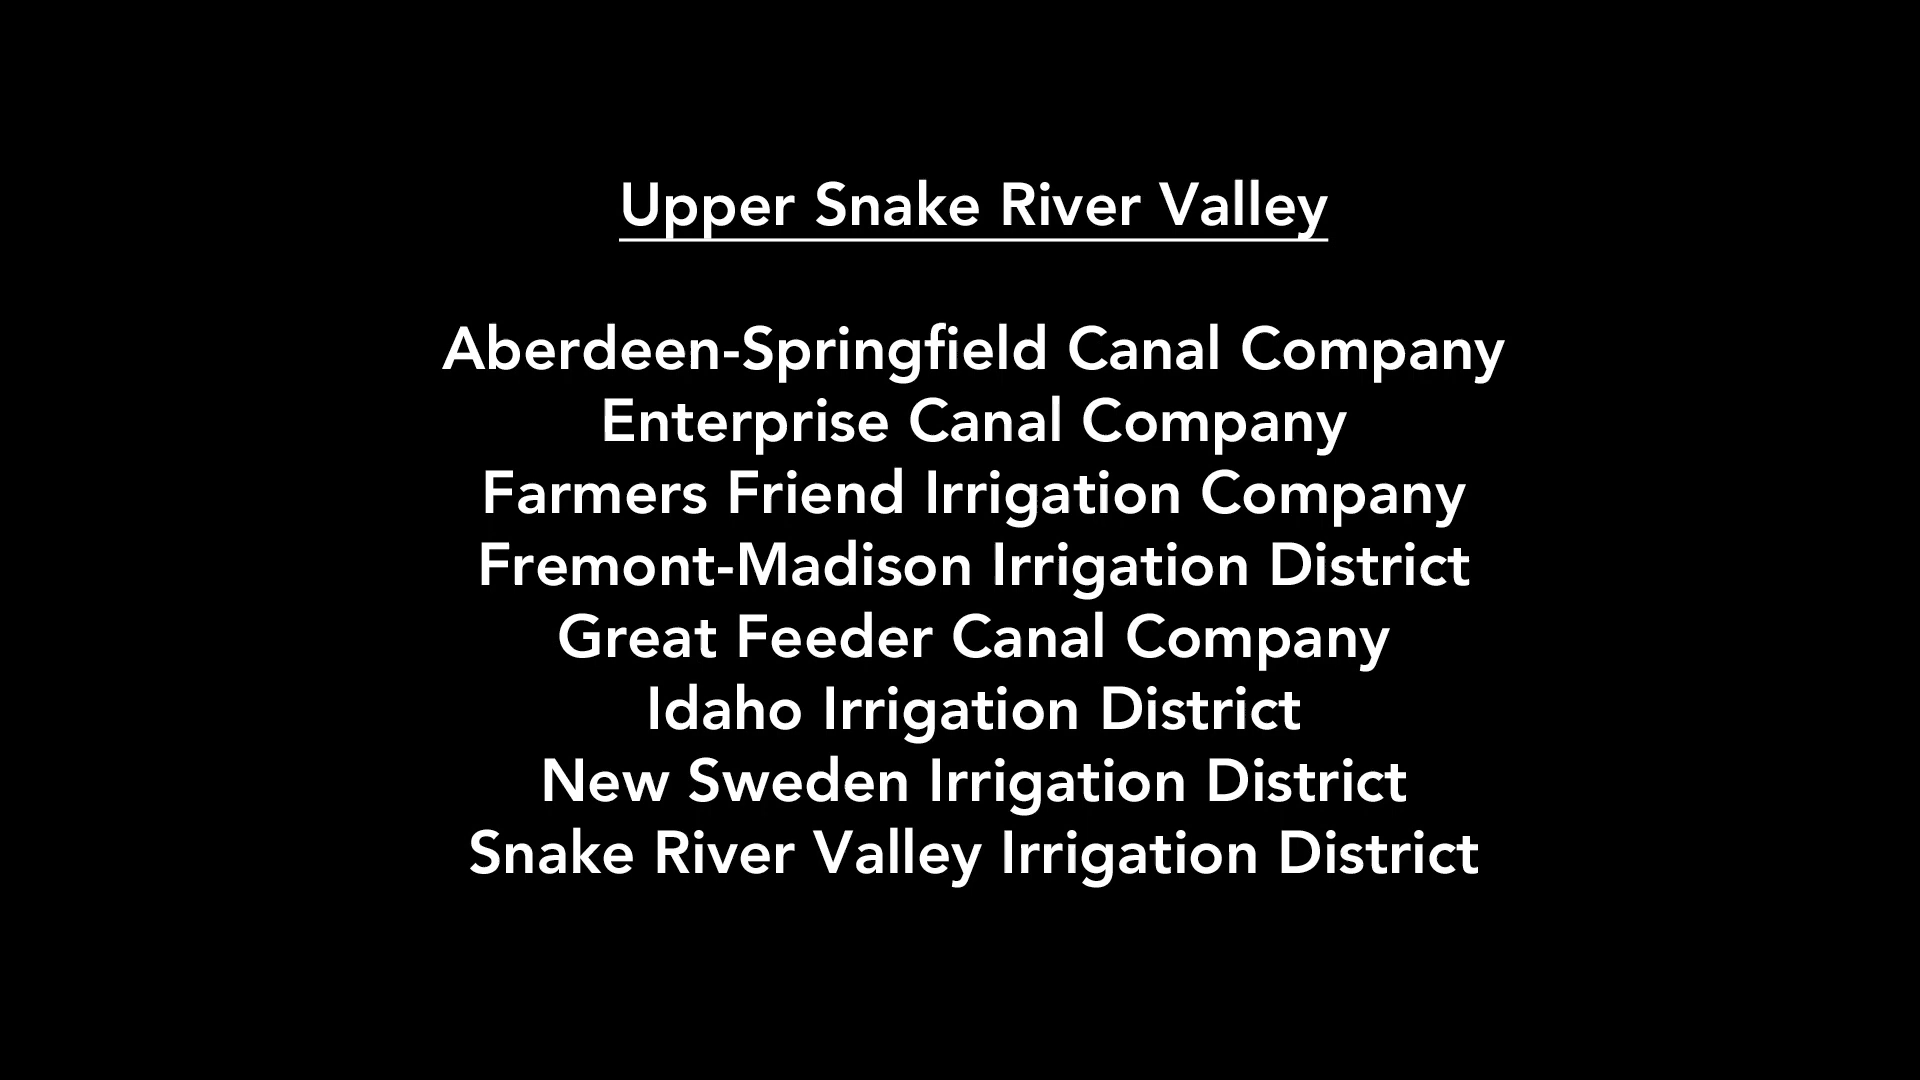 Upper Snake River Valley
Aberdeen-Springfield Canal Company
Enterprise Canal Company
Farmers Friend Irrigation Company
Fremont-Madison Irrigation District
Great Feeder Canal Company
Idaho Irrigation District
New Sweden Irrigation District
Snake River Valley Irrigation District